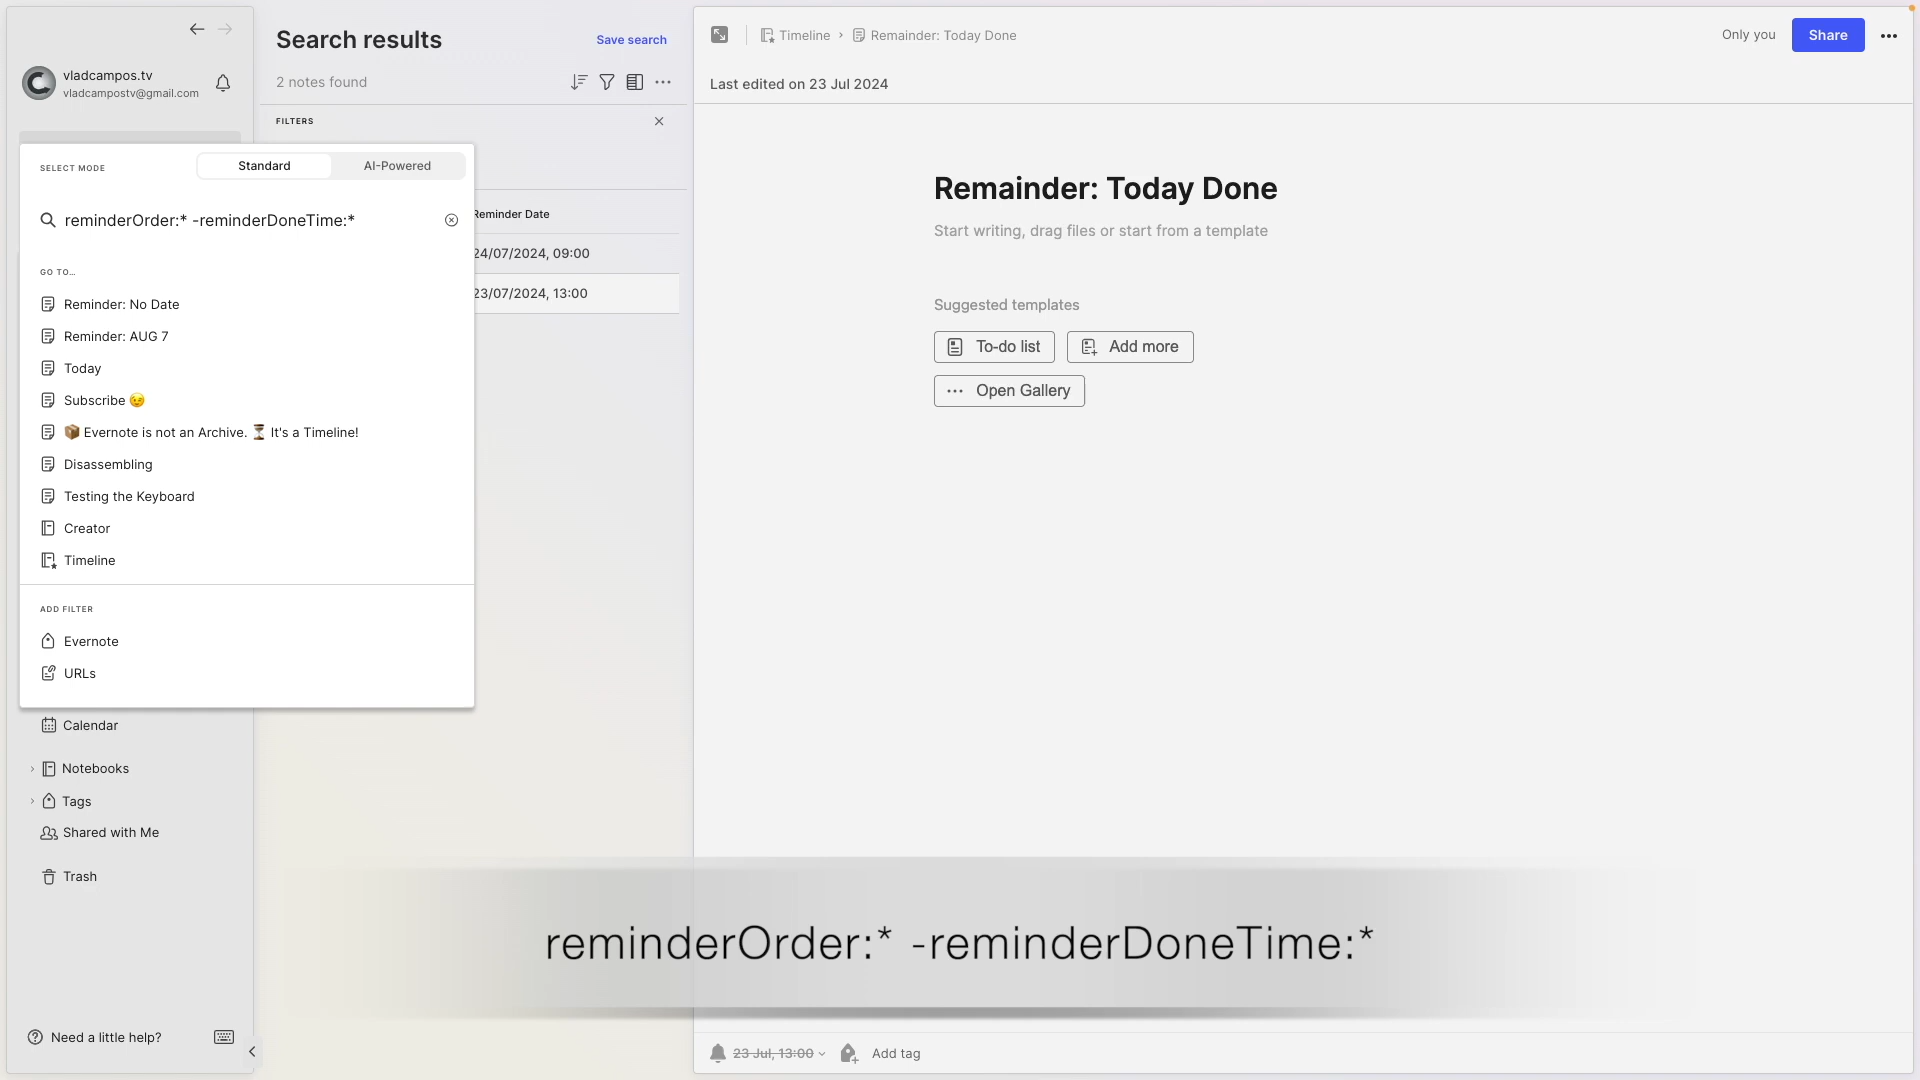 vladcampos.tv
vladcampostv@gmail.com
SELECT MODE
Standard
AI-Powered
reminderOrder:* -reminderDoneTime:*
GO TO...
Reminder: No Date
Reminder: AUG 7
Today
Subscribe 😉
📦 Evernote is not an Archive. ⏳ It's a Timeline!
Disassembling
Testing the Keyboard
Creator
Timeline
ADD FILTER
Evernote
URLs
Calendar
Notebooks
Tags
Shared with Me
Trash
Need a little help?
Search results
Save search
2 notes found
FILTERS
Reminder Date
24/07/2024, 09:00
23/07/2024, 13:00
Timeline
Remainder: Today Done
Only you
Share
Last edited on 23 Jul 2024
Remainder: Today Done
Start writing, drag files or start from a template
Suggested templates
To-do list
Add more
Open Gallery
reminderOrder:* -reminderDoneTime:*
23 Jul, 13:00
Add tag